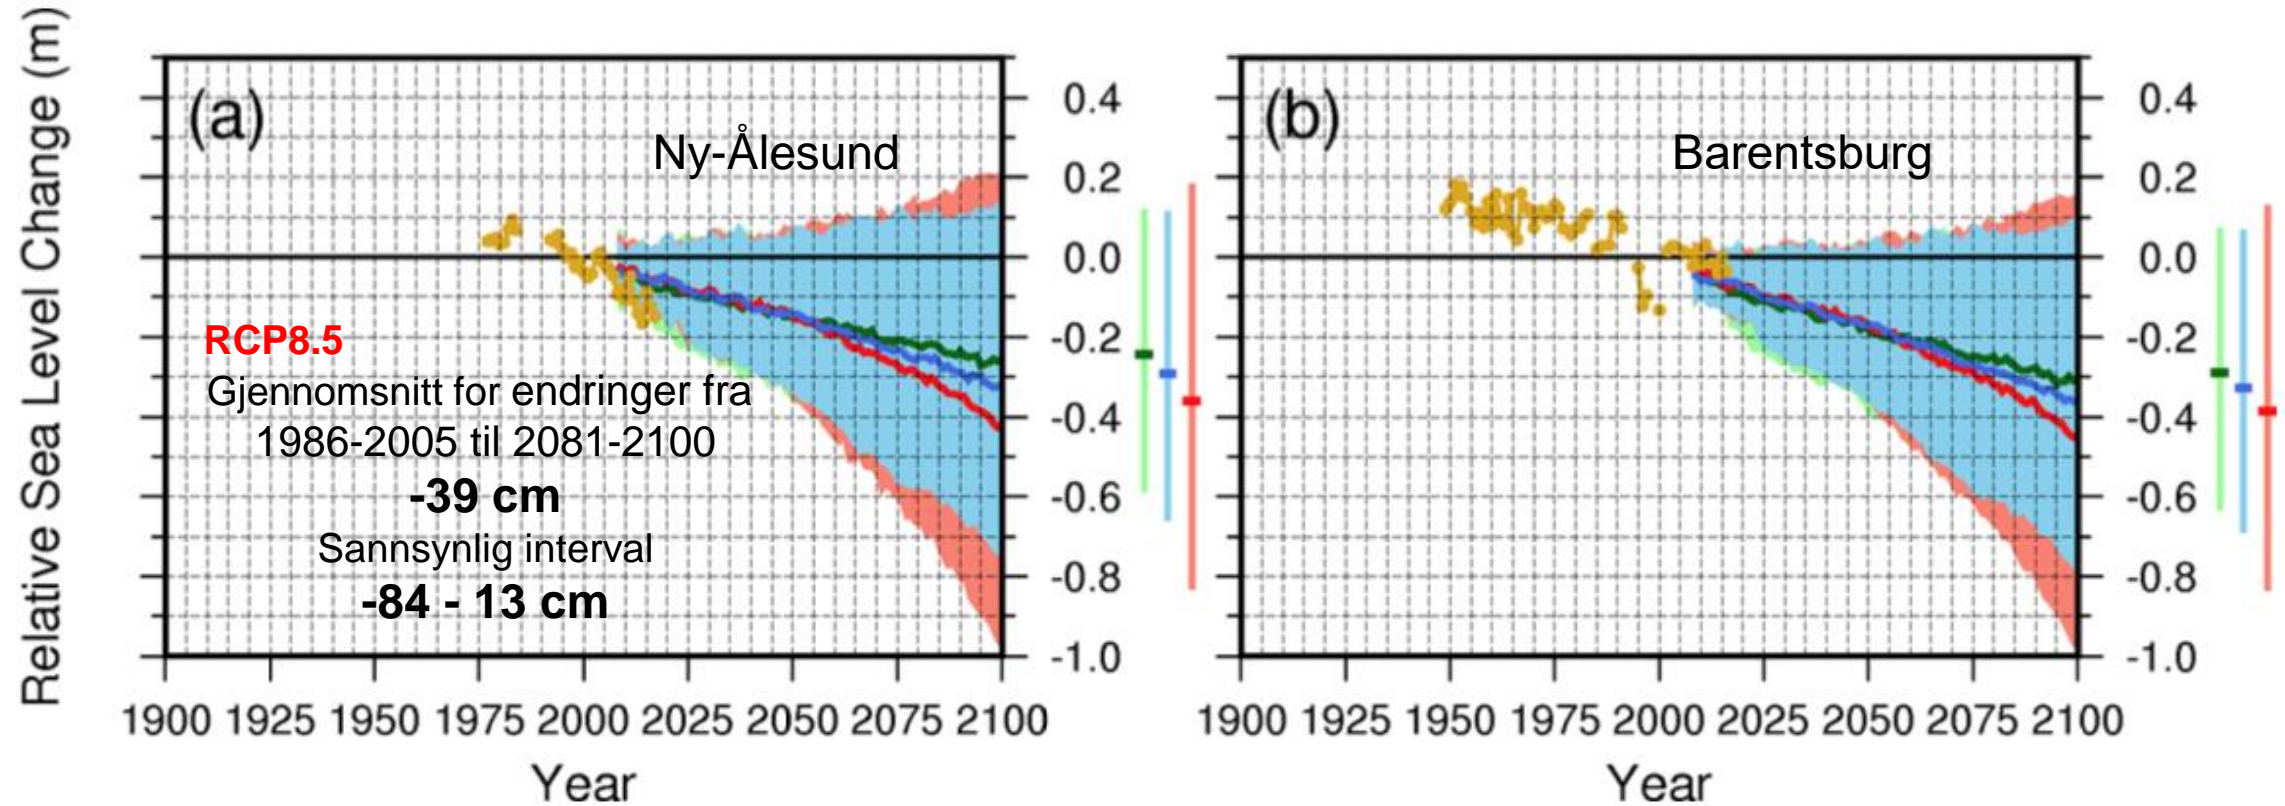 Relative Sea Level Change (m)
(a)
Ny-Ålesund
RCP8.5
Gjennomsnitt for endringer fra
1986-2005 til 2081-2100
-39 cm
Sannsynlig interval
-84 - 13 cm
0.4
0.2
0.0
-0.2
-0.4
-0.6
-0.8
-1.0
1900 1925 1950 1975 2000 2025 2050 2075 2100
Year
(b)
Barentsburg
0.4
0.2
0.0
-0.2
-0.4
-0.6
-0.8
-1.0
1900 1925 1950 1975 2000 2025 2050 2075 2100
Year